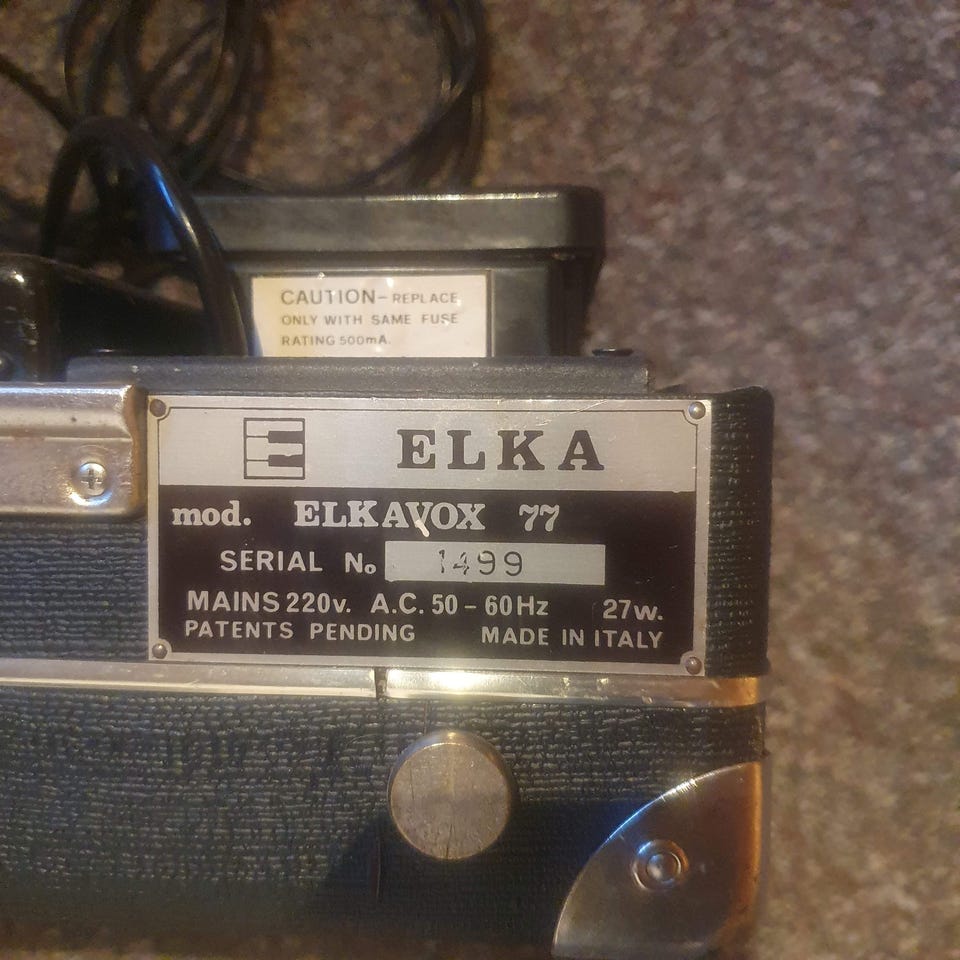 CAUTION- REPLACE
ONLY WITH SAME FUSE
RATING 500mA.
ELKA
mod. ELKAVOX 77
SERIAL No 1499
MAINS 220v. A.C. 50 - 60Hz 27w.
PATENTS PENDING MADE IN ITALY